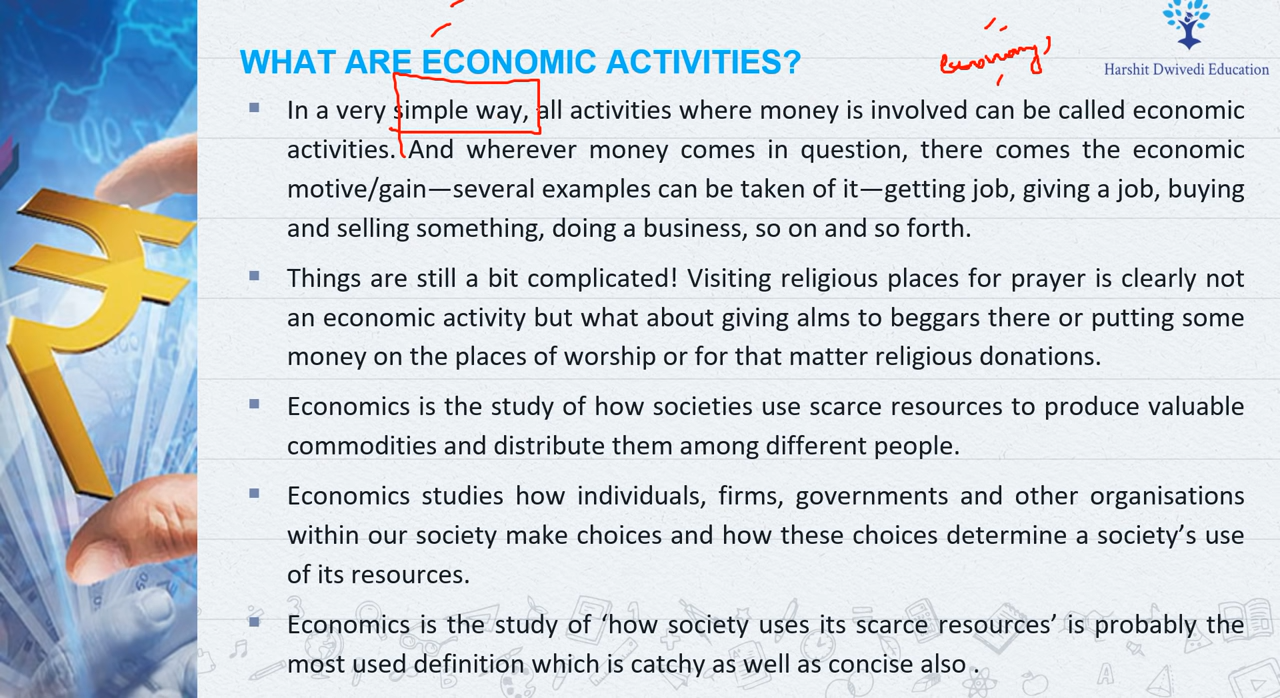 Harshit Dwivedi Education
WHAT ARE ECONOMIC ACTIVITIES?
economy
▪ In a very simple way, all activities where money is involved can be called economic
activities. And wherever money comes in question, there comes the economic
motive/gain—several examples can be taken of it—getting job, giving a job, buying
and selling something, doing a business, so on and so forth.
▪ Things are still a bit complicated! Visiting religious places for prayer is clearly not
an economic activity but what about giving alms to beggars there or putting some
money on the places of worship or for that matter religious donations.
▪ Economics is the study of how societies use scarce resources to produce valuable
commodities and distribute them among different people.
▪ Economics studies how individuals, firms, governments and other organisations
within our society make choices and how these choices determine a society’s use
of its resources.
▪ Economics is the study of ‘how society uses its scarce resources’ is probably the
most used definition which is catchy as well as concise also .